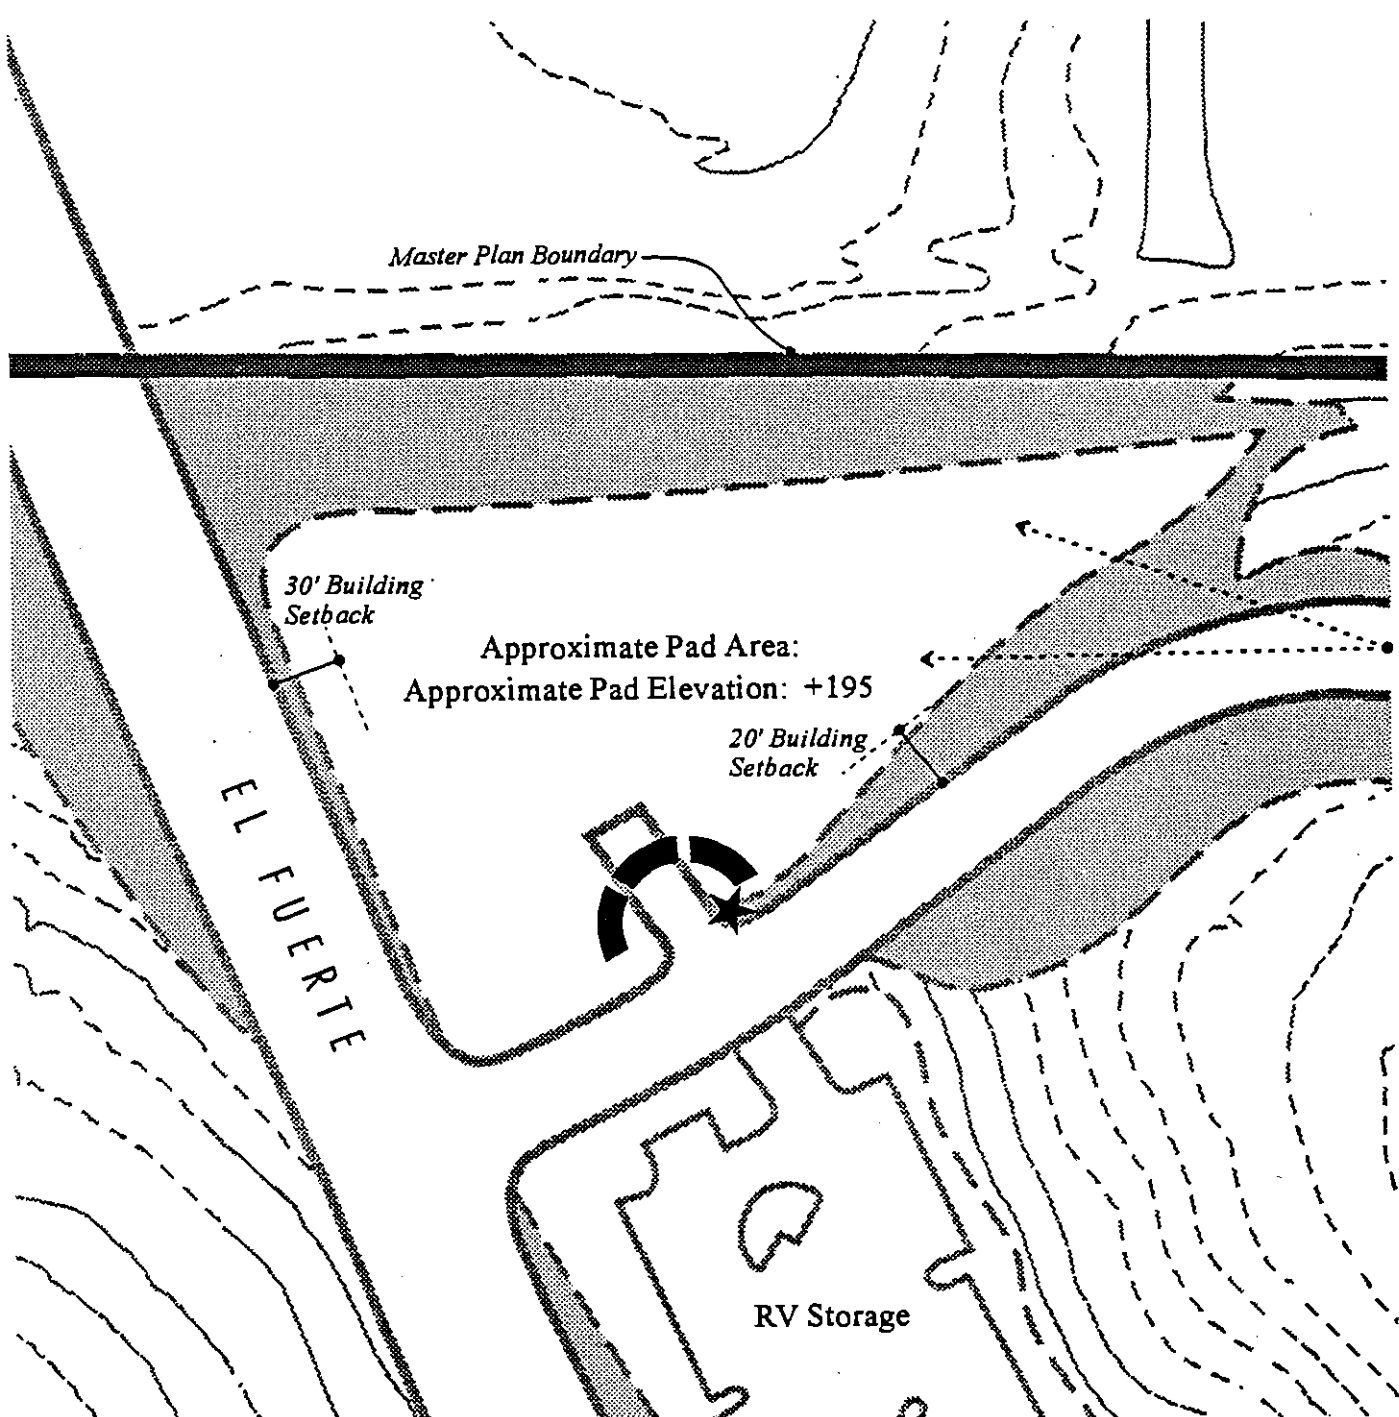 Master Plan Boundary
30' Building
Setback
Approximate Pad Area:
Approximate Pad Elevation: +195
20' Building
Setback
EL FUERTE
RV Storage